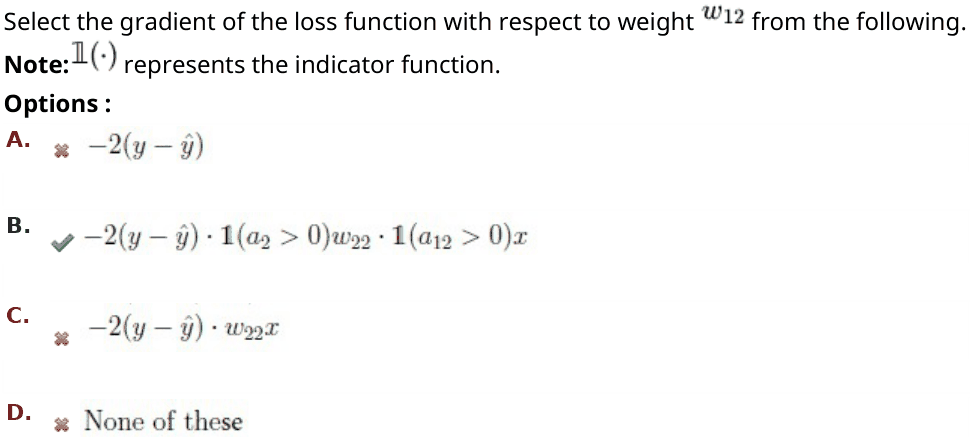 Select the gradient of the loss function with respect to weight w₁₂ from the following.
Note: 𝟙(·) represents the indicator function.
Options :
A. −2(y − ŷ)
B. −2(y − ŷ) · 𝟏(a₂ > 0)w₂₂ · 𝟏(a₁₂ > 0)x
C. −2(y − ŷ) · w₂₂x
D. None of these